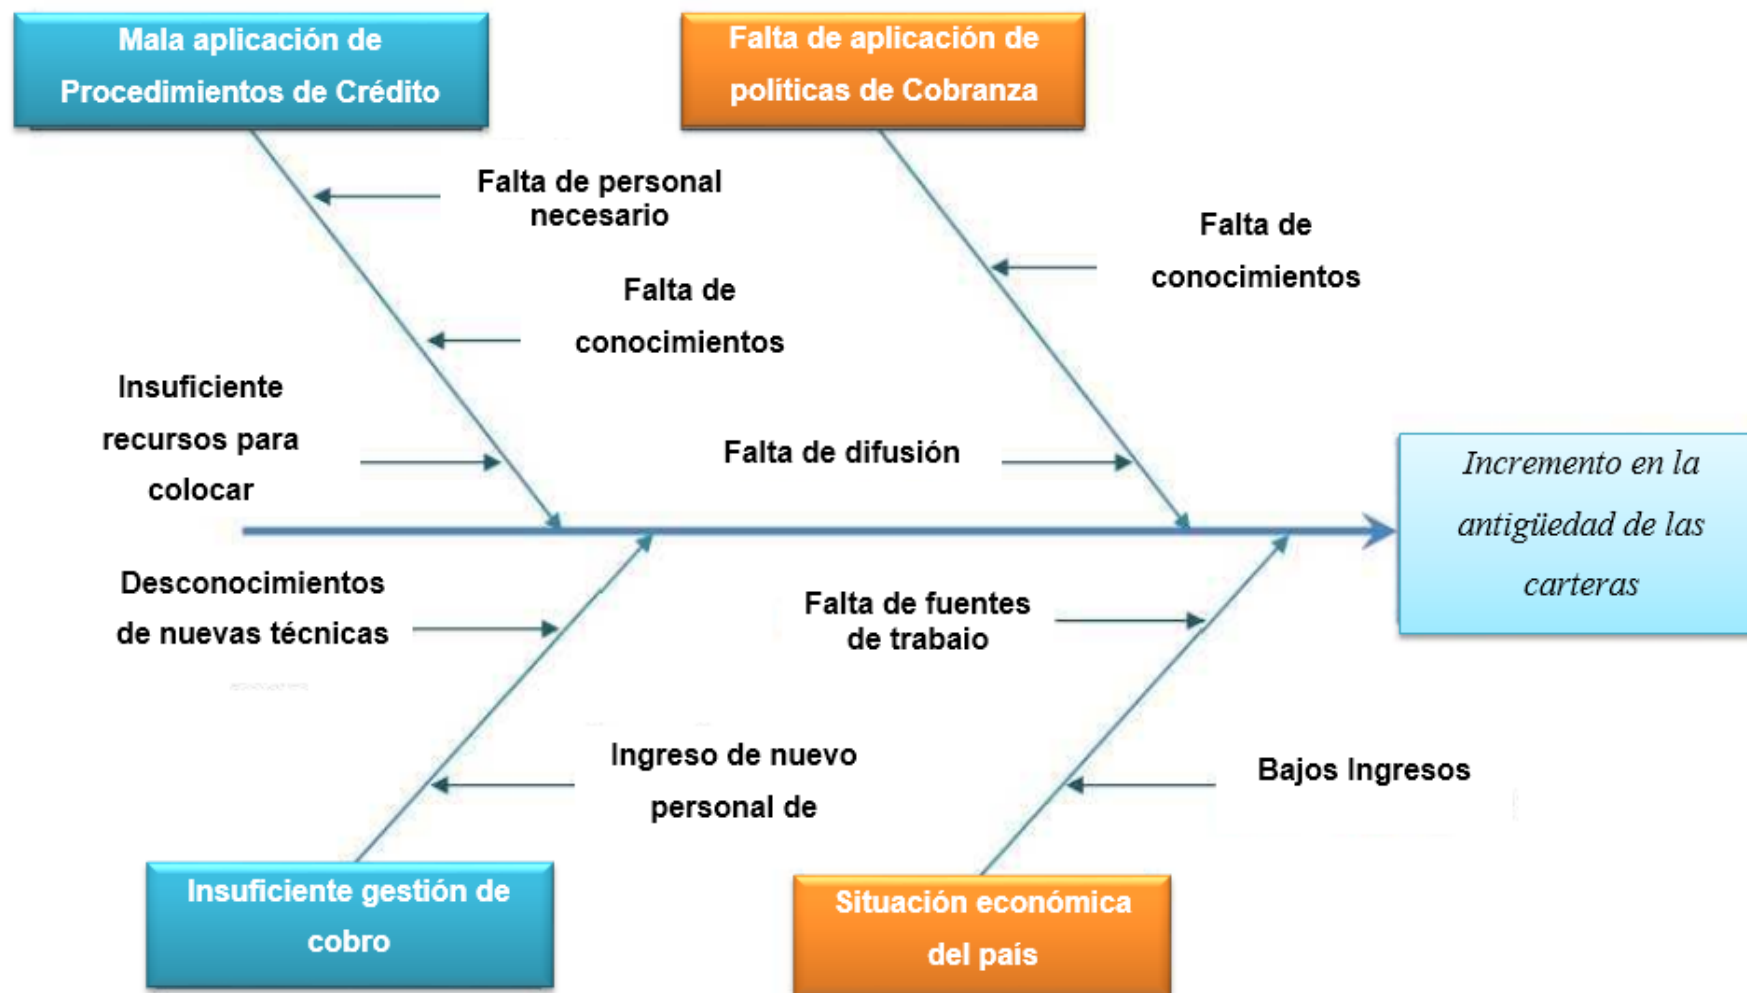 Mala aplicación de
Procedimientos de Crédito
Falta de aplicación de
políticas de Cobranza
Falta de personal
necesario
Falta de
conocimientos
Insuficiente
recursos para
colocar
Falta de
conocimientos
Falta de difusión
Incremento en la
antigüedad de las
carteras
Desconocimientos
de nuevas técnicas
Falta de fuentes
de trabaio
Ingreso de nuevo
personal de
Bajos Ingresos
Insuficiente gestión de
cobro
Situación económica
del país